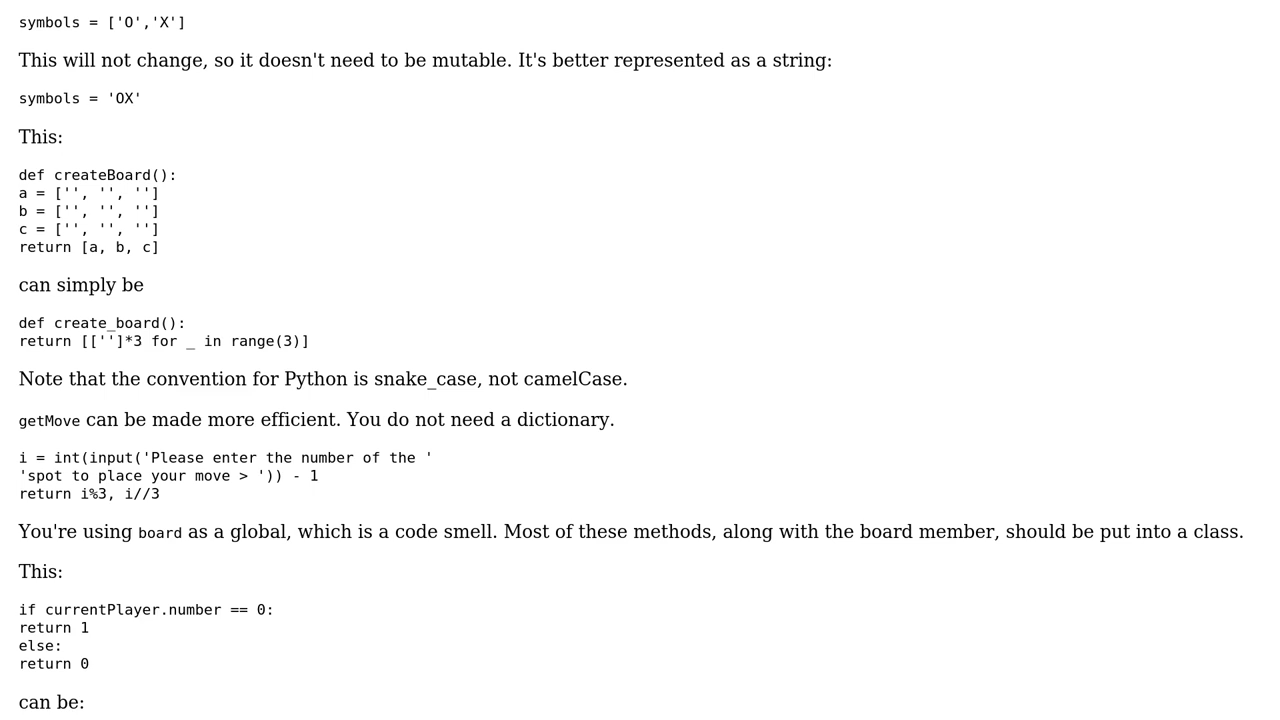 symbols = ['O','X']
This will not change, so it doesn't need to be mutable. It's better represented as a string:
symbols = 'OX'
This:
def createBoard():
a = ['', '', '']
b = ['', '', '']
c = ['', '', '']
return [a, b, c]
can simply be
def create_board():
return [['']*3 for _ in range(3)]
Note that the convention for Python is snake_case, not camelCase.
getMove can be made more efficient. You do not need a dictionary.
i = int(input('Please enter the number of the '
'spot to place your move > ')) - 1
return i%3, i//3
You're using board as a global, which is a code smell. Most of these methods, along with the board member, should be put into a class.
This:
if currentPlayer.number == 0:
return 1
else:
return 0
can be: